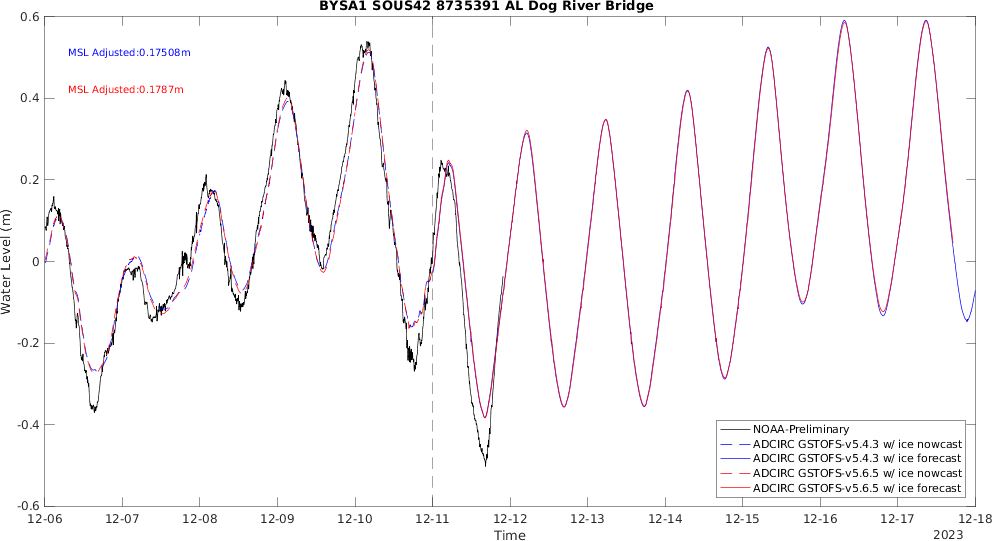 BYSA1 SOUS42 8735391 AL Dog River Bridge
MSL Adjusted:0.17508m
MSL Adjusted:0.1787m
Water Level (m)
0.6
0.4
0.2
0
-0.2
-0.4
-0.6
NOAA-Preliminary
ADCIRC GSTOFS-v5.4.3 w/ ice nowcast
ADCIRC GSTOFS-v5.4.3 w/ ice forecast
ADCIRC GSTOFS-v5.6.5 w/ ice nowcast
ADCIRC GSTOFS-v5.6.5 w/ ice forecast
12-06 12-07 12-08 12-09 12-10 12-11 12-12 12-13 12-14 12-15 12-16 12-17 12-18
Time
2023